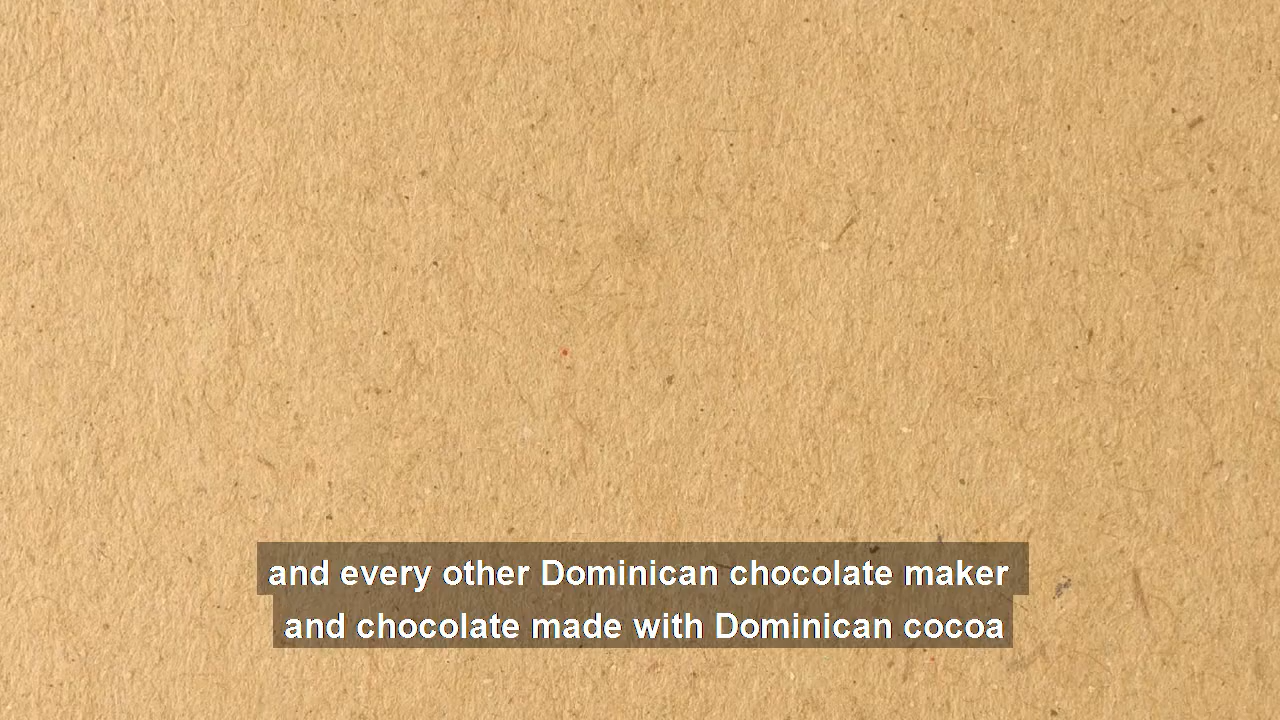 and every other Dominican chocolate maker
and chocolate made with Dominican cocoa